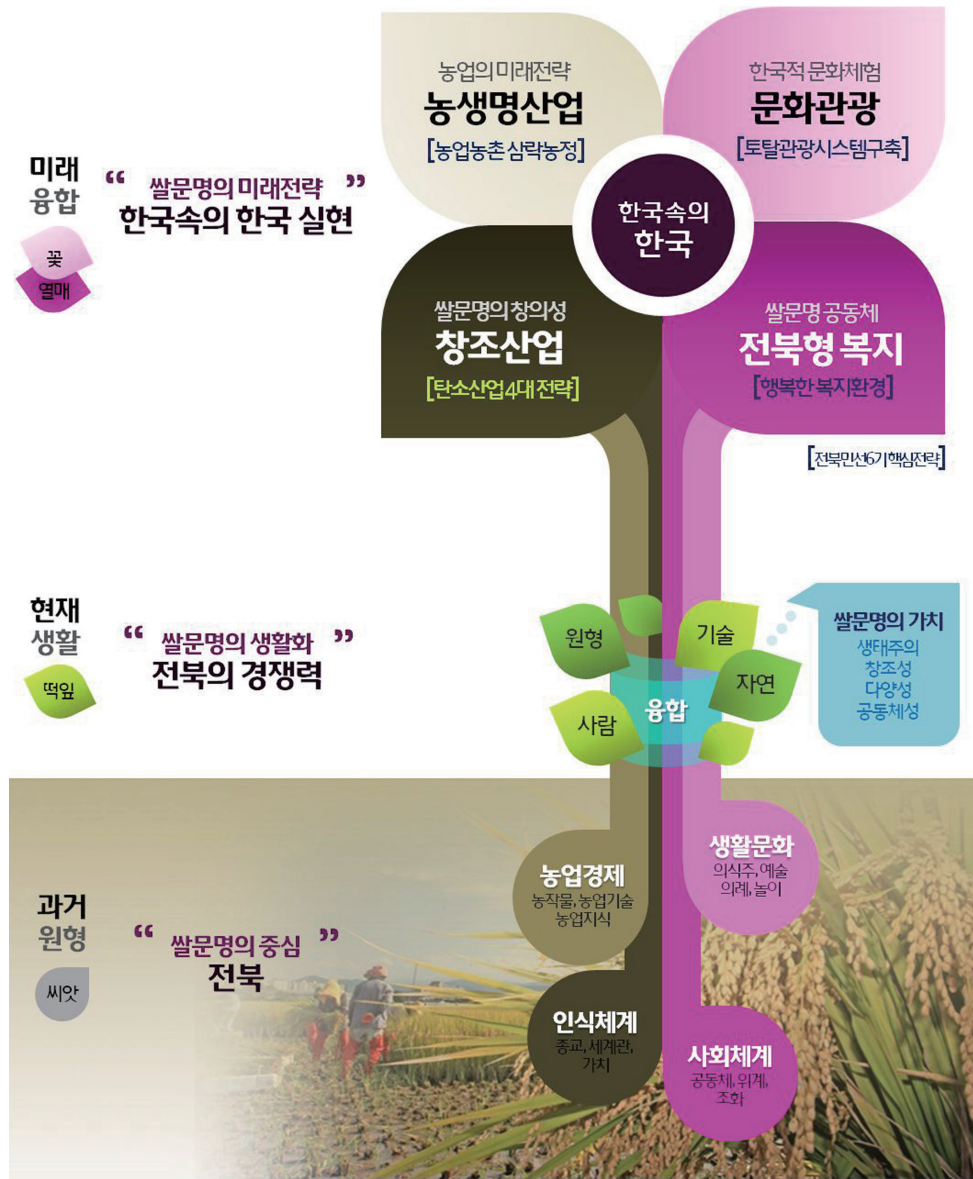 농업의 미래전략
농생명산업
[농업농촌 삼락농정]
한국적 문화체험
문화관광
[토탈관광시스템구축]
미래
융합
꽃
열매
“ 쌀문명의 미래전략 ”
한국속의 한국 실현
한국속의
한국
쌀문명의 창의성
창조산업
[탄소산업 4대 전략]
쌀문명 공동체
전북형 복지
[행복한 복지환경]
[전북민선6기 핵심전략]
현재
생활
떡잎
“ 쌀문명의 생활화 ”
전북의 경쟁력
원형
기술
자연
사람
융합
쌀문명의 가치
생태주의
창조성
다양성
공동체성
과거
원형
씨앗
“ 쌀문명의 중심 ”
전북
농업경제
농작물, 농업기술
농업지식
생활문화
의식주, 예술
의례, 놀이
인식체계
종교, 세계관,
가치
사회체계
공동체, 위계,
조화